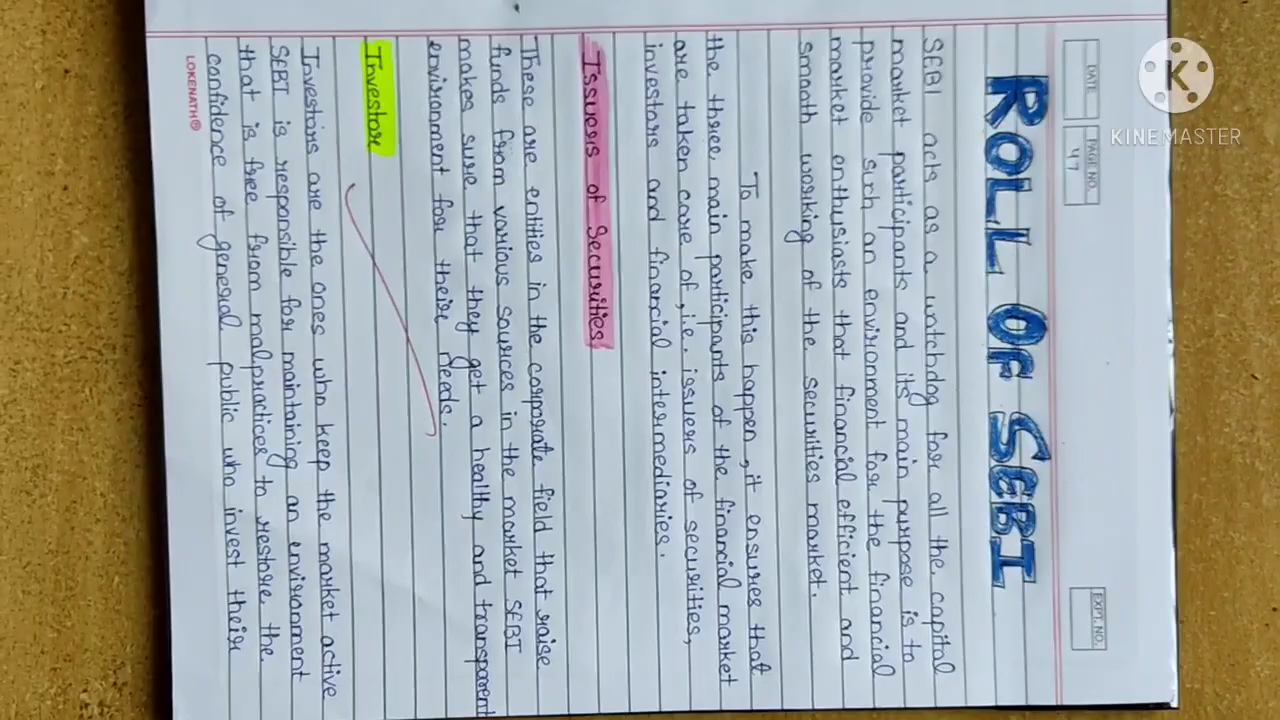 DATE
PAGE NO.
47
EXPT. NO.
ROLL OF SEBI
SEBI acts as a watchdog for all the capital
market participants and its main purpose is to
provide such an environment for the financial
market enthusiasts that financial efficient and
smooth working of the securities market.
To make this happen, it ensures that
the three main participants of the financial market
are taken care of, i.e. issuers of securities,
investors and financial intermediaries.
Issuers of Securities
These are entities in the corporate field that raise
funds from various sources in the market SEBI
makes sure that they get a healthy and transparent
environment for their needs.
Investor
Investors are the ones who keep the market active
SEBI is responsible for maintaining an environment
that is free from malpractices to restore the
confidence of general public who invest their
LOKENATH®
K
KINEMASTER